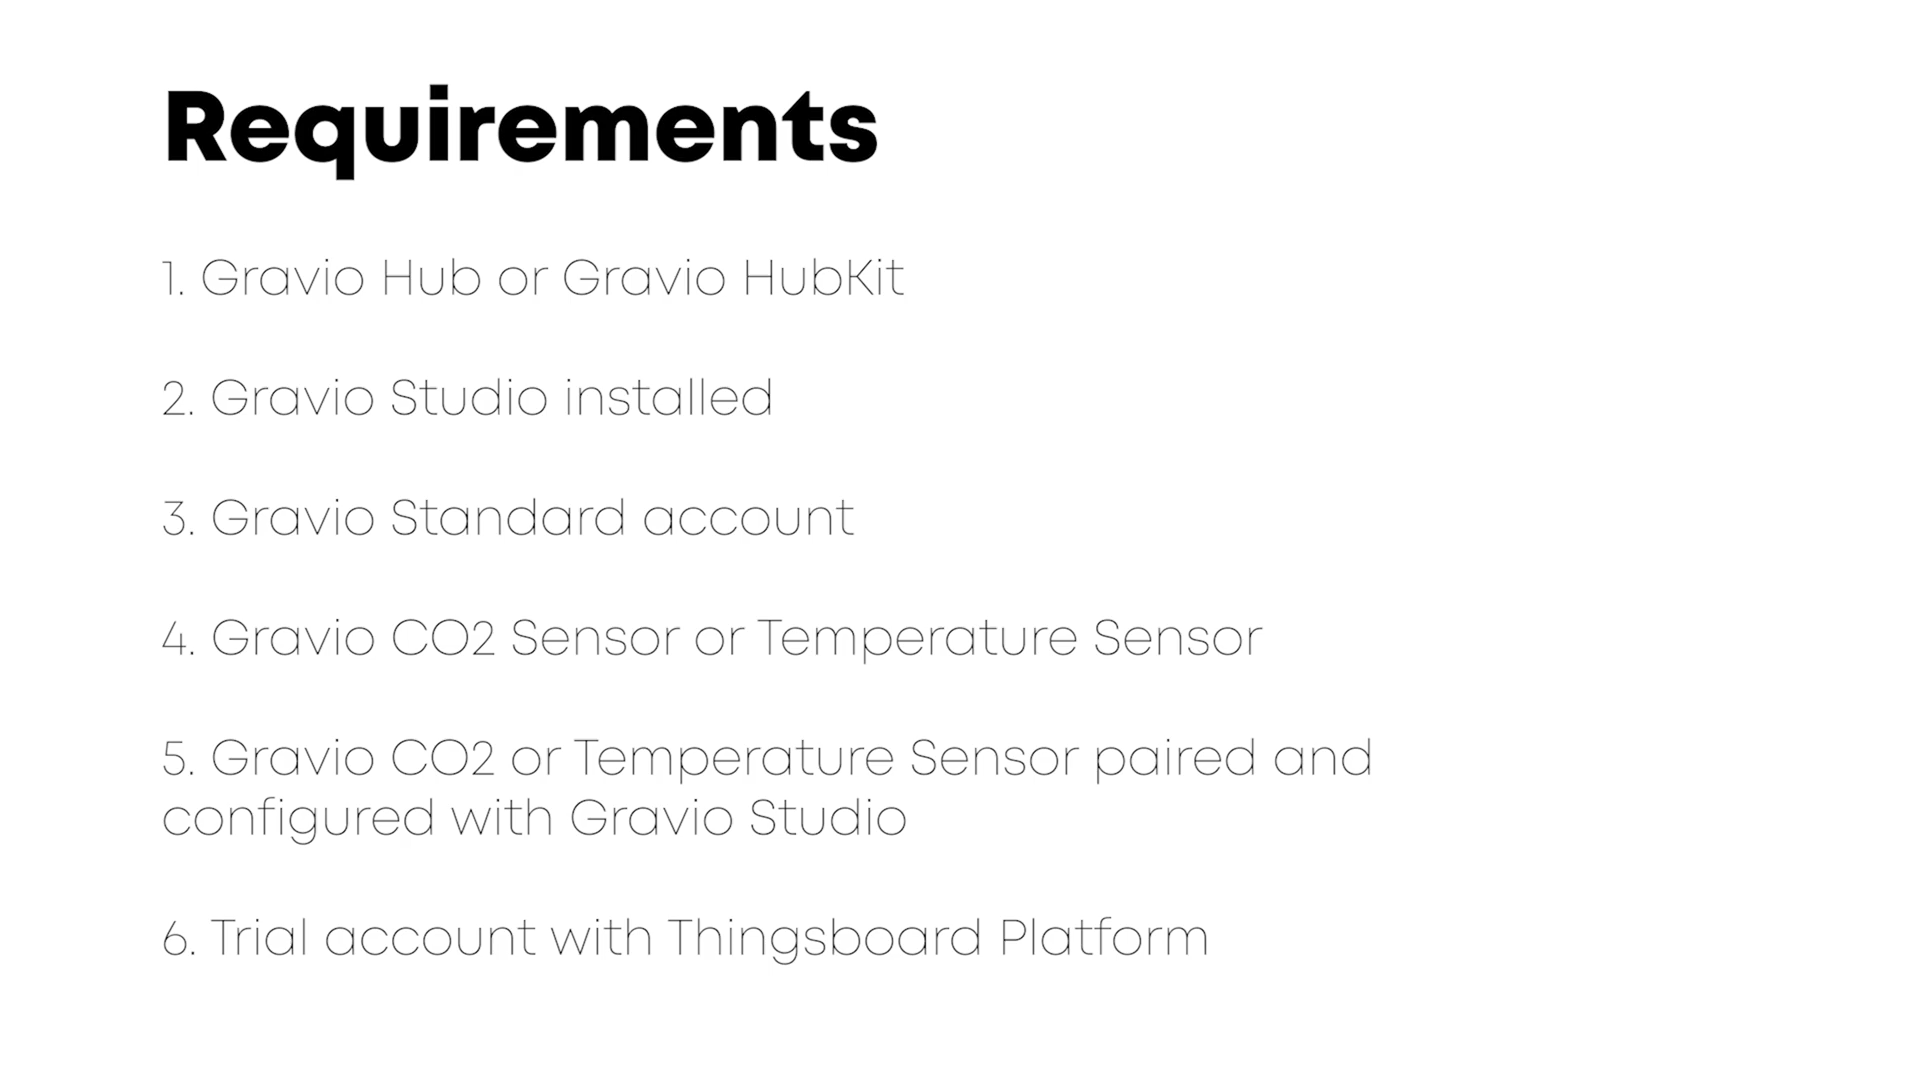 Requirements
1. Gravio Hub or Gravio HubKit
2. Gravio Studio installed
3. Gravio Standard account
4. Gravio CO2 Sensor or Temperature Sensor
5. Gravio CO2 or Temperature Sensor paired and
configured with Gravio Studio
6. Trial account with Thingsboard Platform